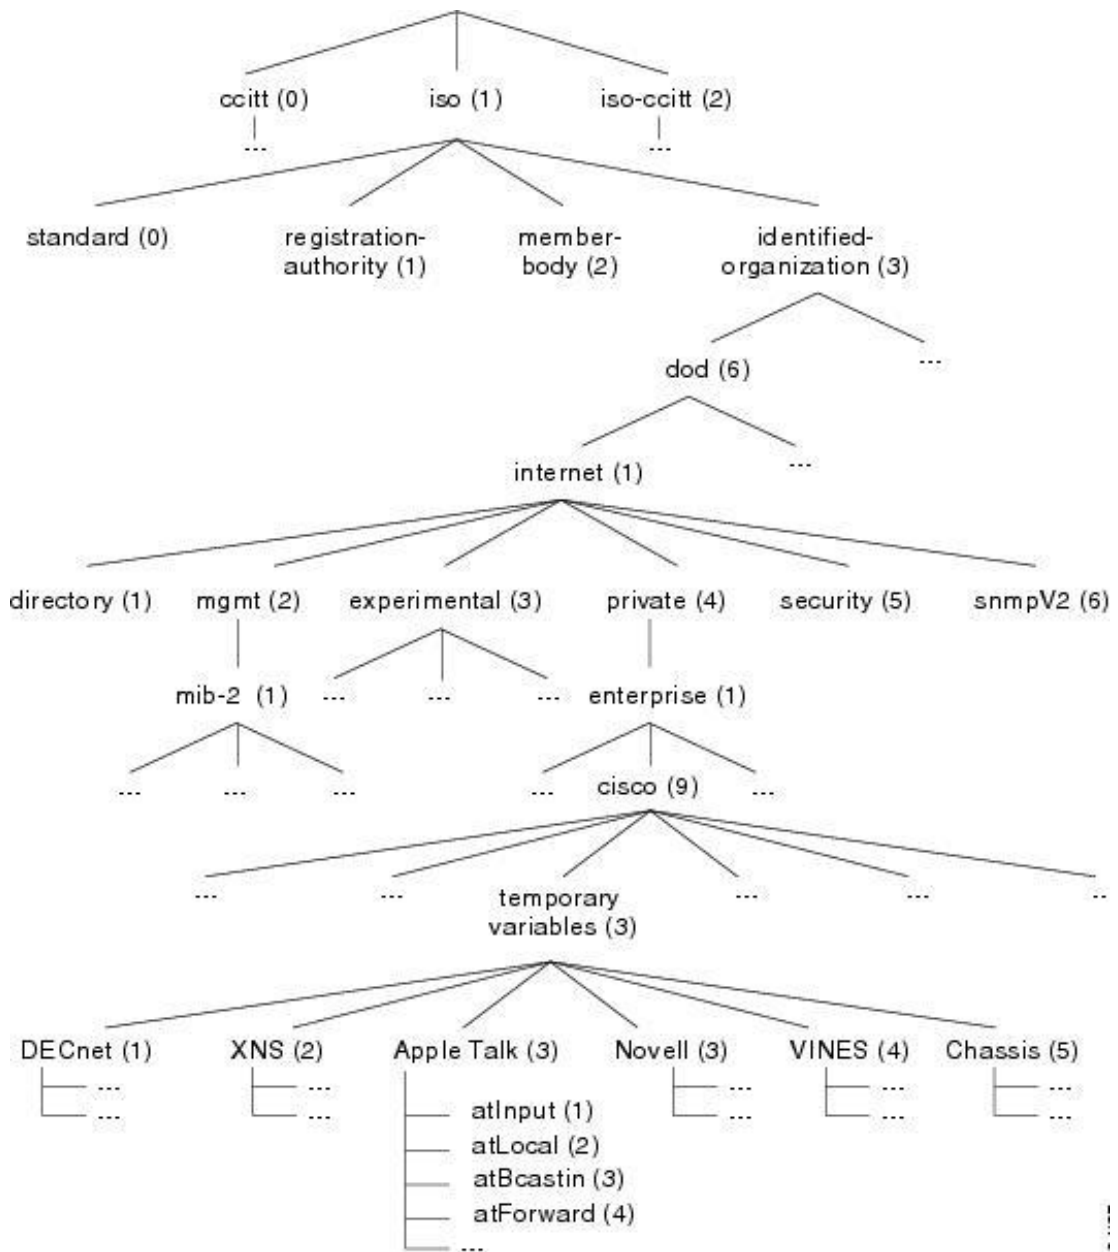 ccitt (0) iso (1) iso-ccitt (2)
... ...
standard (0) registration- member- identified-
authority (1) body (2) organization (3)
...
dod (6)
...
internet (1)
directory (1) mgmt (2) experimental (3) private (4) security (5) snmpV2 (6)
mib-2 (1) ... ... ... enterprise (1)
... ... ... ... cisco (9) ...
... ... temporary ... ... ..
variables (3)
DECnet (1) XNS (2) Apple Talk (3) Novell (3) VINES (4) Chassis (5)
... ... ... ... ...
... ... atInput (1) ... ... ...
atLocal (2)
atBcastin (3)
atForward (4)
...